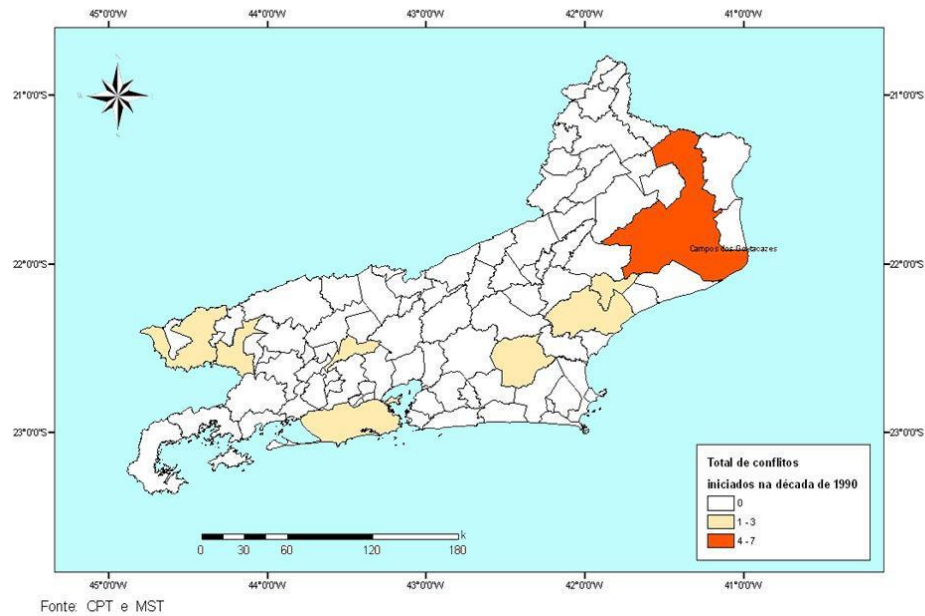 45°0'0"W 44°0'0"W 43°0'0"W 42°0'0"W 41°0'0"W
21°0'0"S 21°0'0"S
Campos dos Goytacazes
22°0'0"S 22°0'0"S
23°0'0"S 23°0'0"S
Total de conflitos
iniciados na década de 1990
0
1 - 3
4 - 7
k
0 30 60 120 180
45°0'0"W 44°0'0"W 43°0'0"W 42°0'0"W 41°0'0"W
Fonte: CPT e MST